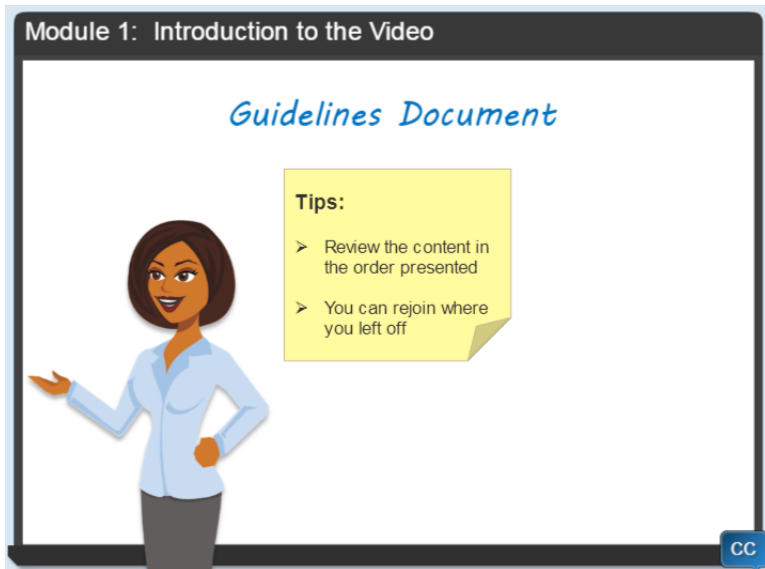 Module 1: Introduction to the Video
Guidelines Document
Tips:
➢ Review the content in
the order presented
➢ You can rejoin where
you left off
CC